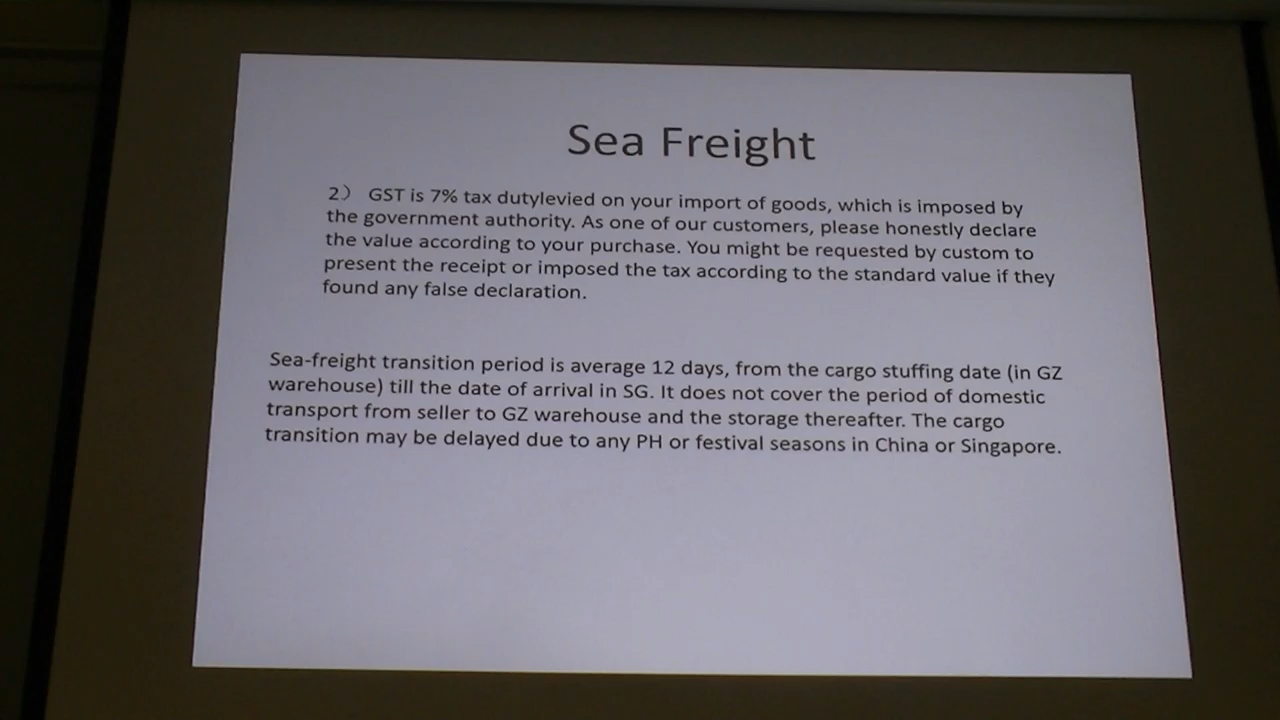 Sea Freight
2） GST is 7% tax dutylevied on your import of goods, which is imposed by
the government authority. As one of our customers, please honestly declare
the value according to your purchase. You might be requested by custom to
present the receipt or imposed the tax according to the standard value if they
found any false declaration.
Sea-freight transition period is average 12 days, from the cargo stuffing date (in GZ
warehouse) till the date of arrival in SG. It does not cover the period of domestic
transport from seller to GZ warehouse and the storage thereafter. The cargo
transition may be delayed due to any PH or festival seasons in China or Singapore.